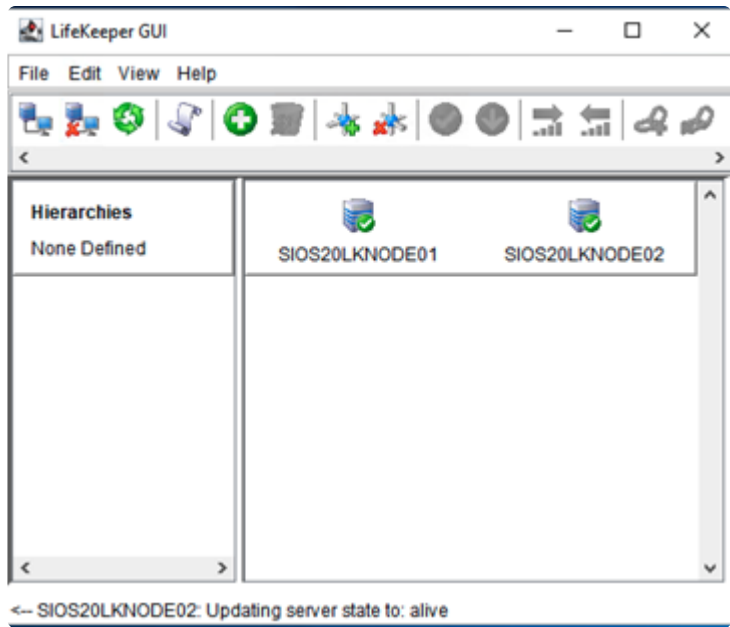 LifeKeeper GUI
File Edit View Help
Hierarchies
None Defined
SIOS20LKNODE01 SIOS20LKNODE02
<-- SIOS20LKNODE02: Updating server state to: alive